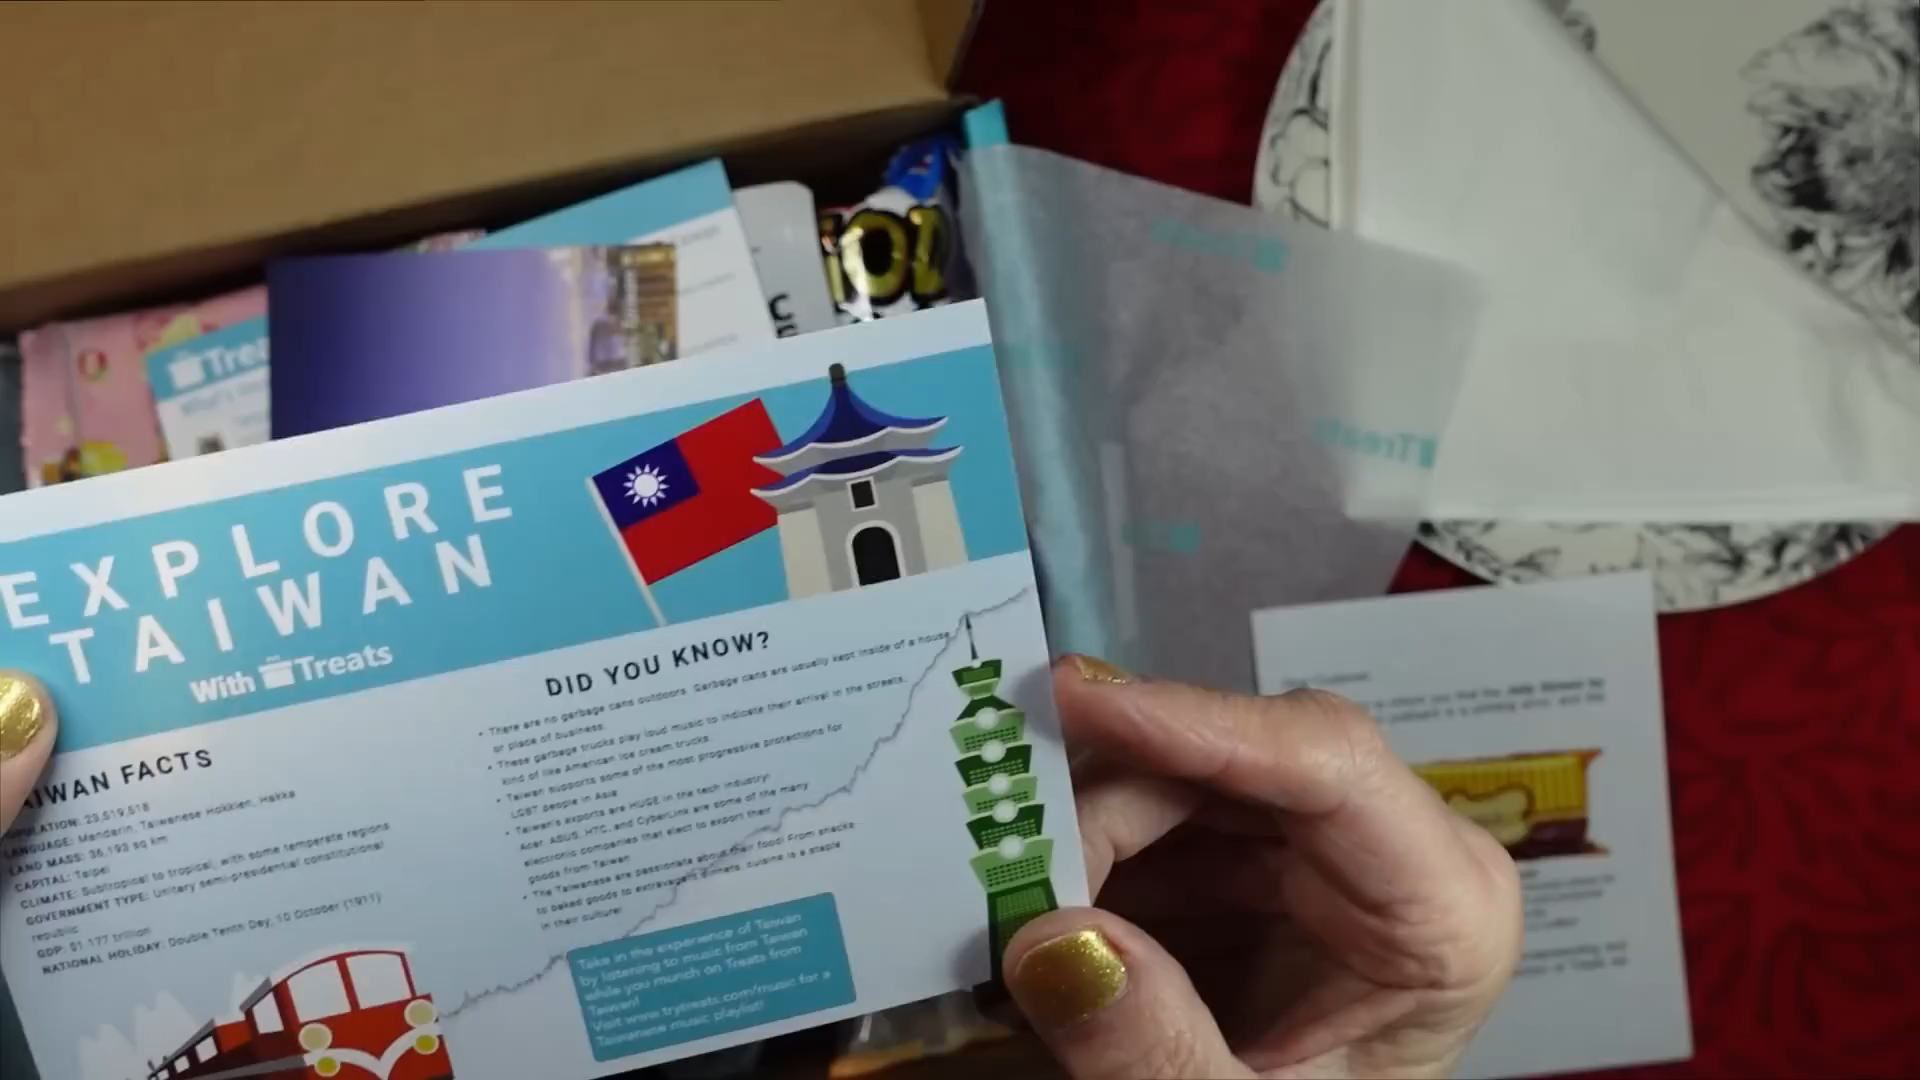 EXPLORE
TAIWAN
With Treats
TAIWAN FACTS
POPULATION: 23,519,518
LANGUAGE: Mandarin, Taiwanese Hokkien, Hakka
LAND MASS: 36,193 sq km
CAPITAL: Taipei
CLIMATE: Subtropical to tropical, with some temperate regions
GOVERNMENT TYPE: Unitary semi-presidential constitutional
republic
GDP: $1.177 trillion
NATIONAL HOLIDAY: Double Tenth Day, 10 October (1911)
DID YOU KNOW?
• There are no garbage cans outdoors. Garbage cans are usually kept inside of a house
or place of business.
• These garbage trucks play loud music to indicate their arrival in the streets,
kind of like American ice cream trucks.
• Taiwan supports some of the most progressive protections for
LGBT people in Asia
• Taiwan's exports are HUGE in the tech industry!
Acer, ASUS, HTC, and CyberLink are some of the many
electronic companies that elect to export their
goods from Taiwan
• The Taiwanese are passionate about their food! From snacks
to baked goods to extravagant dinners, cuisine is a staple
in their culture!
Take in the experience of Taiwan
by listening to music from Taiwan
while you munch on Treats from
Taiwan!
Visit www.trytreats.com/music for a
Taiwanese music playlist!
Treats